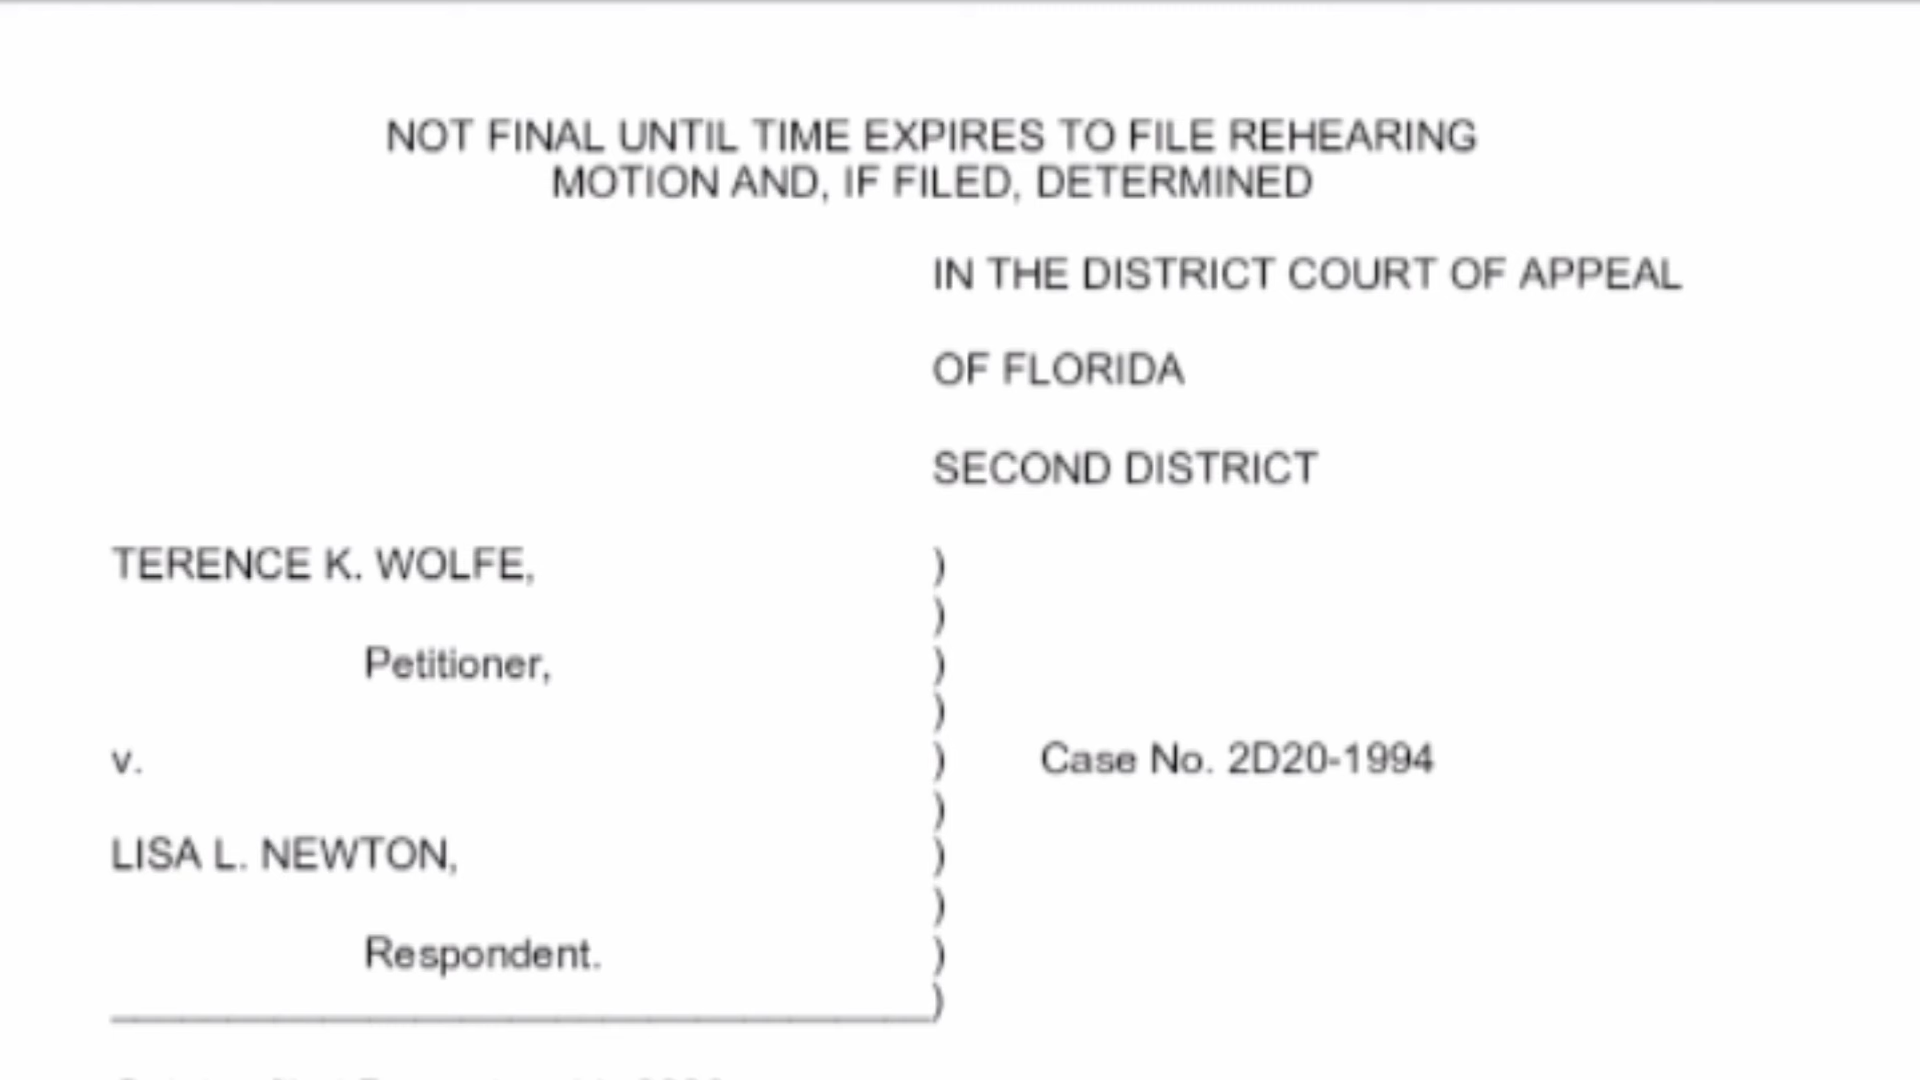 NOT FINAL UNTIL TIME EXPIRES TO FILE REHEARING
MOTION AND, IF FILED, DETERMINED
IN THE DISTRICT COURT OF APPEAL
OF FLORIDA
SECOND DISTRICT
TERENCE K. WOLFE, )
)
Petitioner, )
)
v. ) Case No. 2D20-1994
)
LISA L. NEWTON, )
)
Respondent. )
)